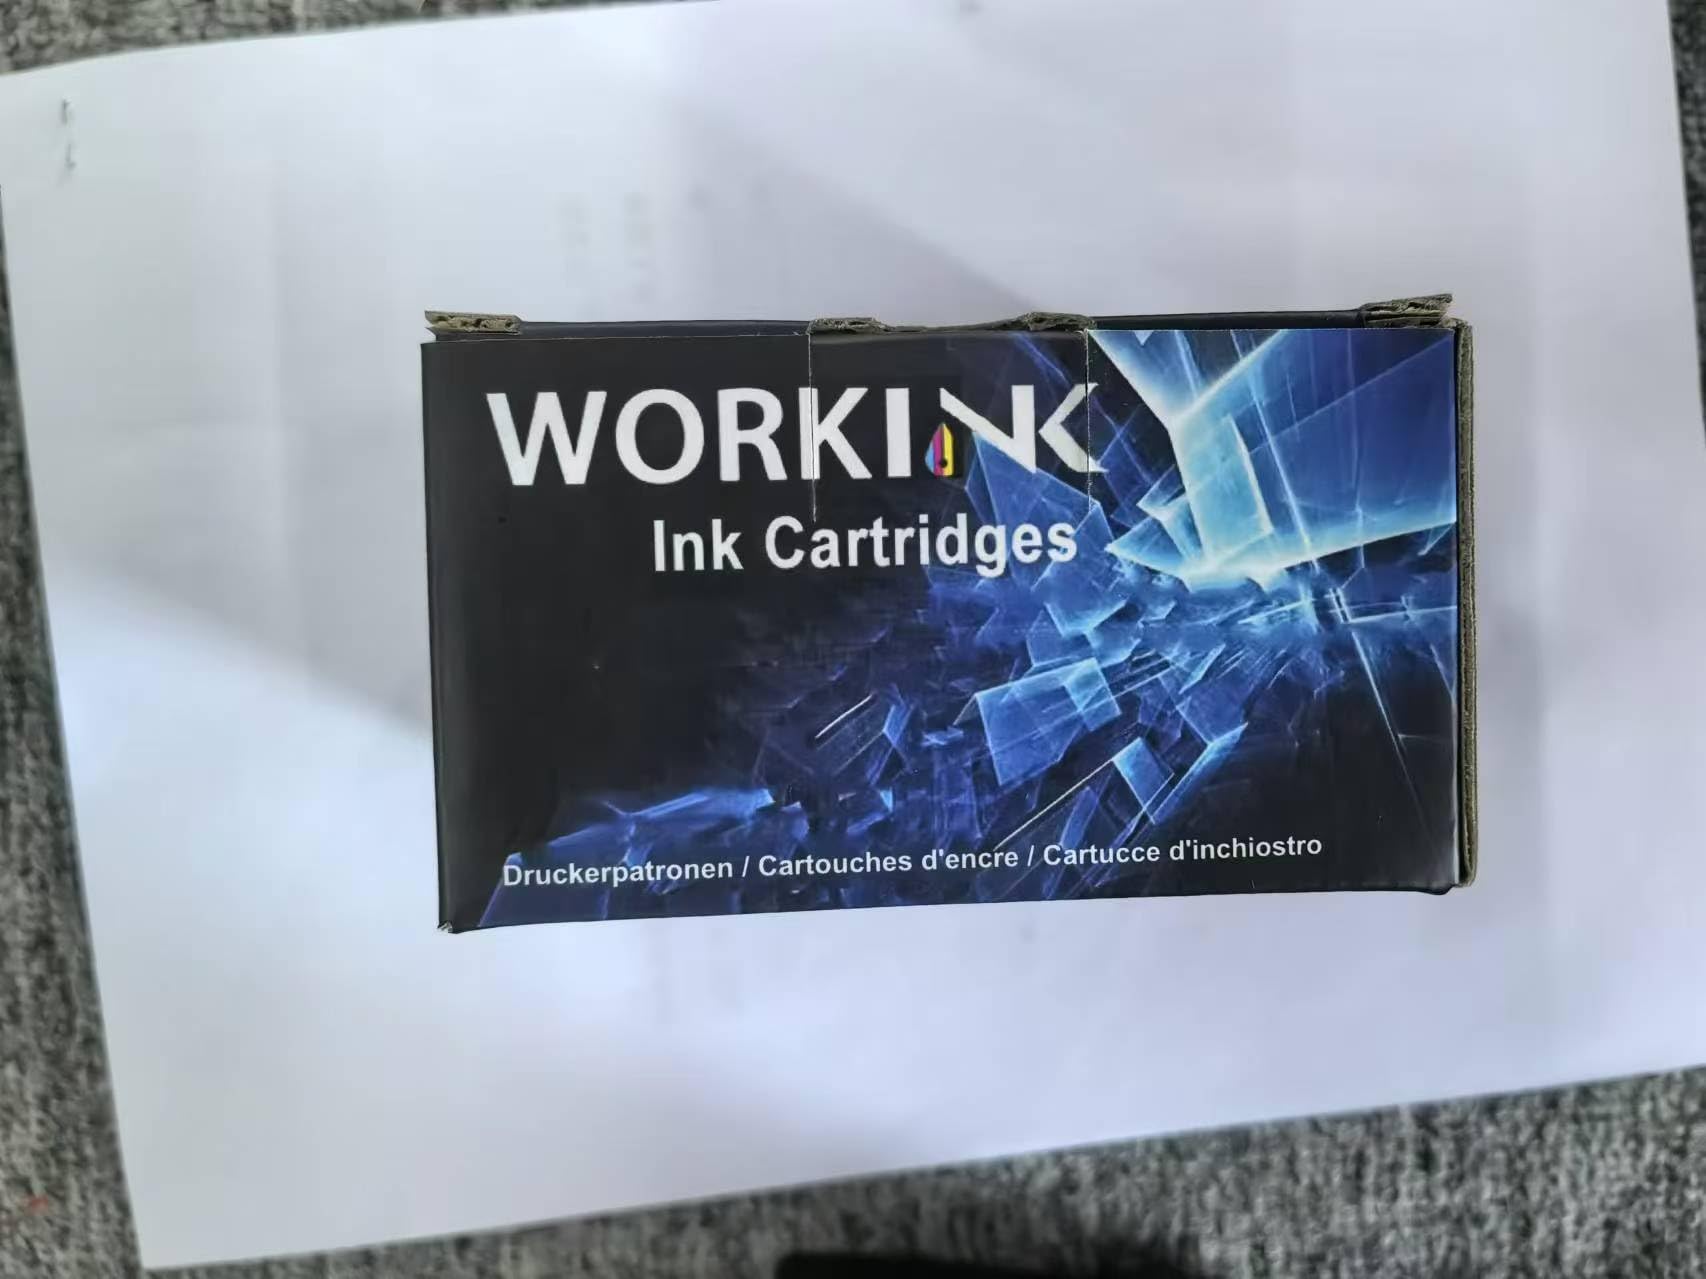 WORKINK
Ink Cartridges
Druckerpatronen / Cartouches d'encre / Cartucce d'inchiostro